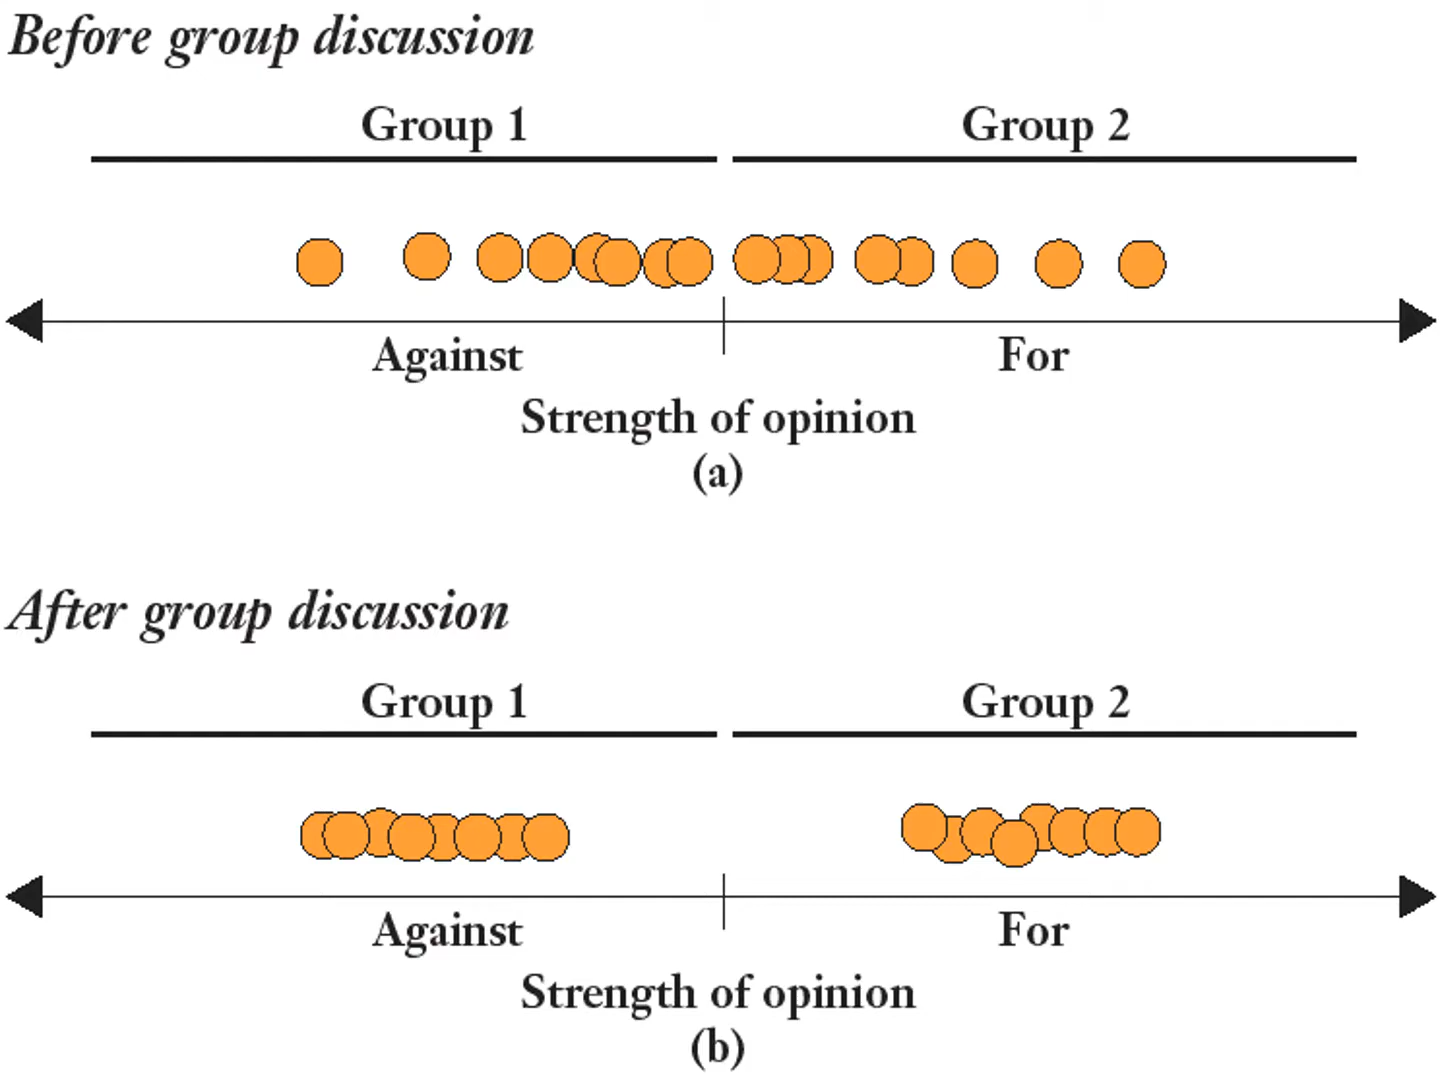 Before group discussion
Group 1 Group 2
Against For
Strength of opinion
(a)
After group discussion
Group 1 Group 2
Against For
Strength of opinion
(b)